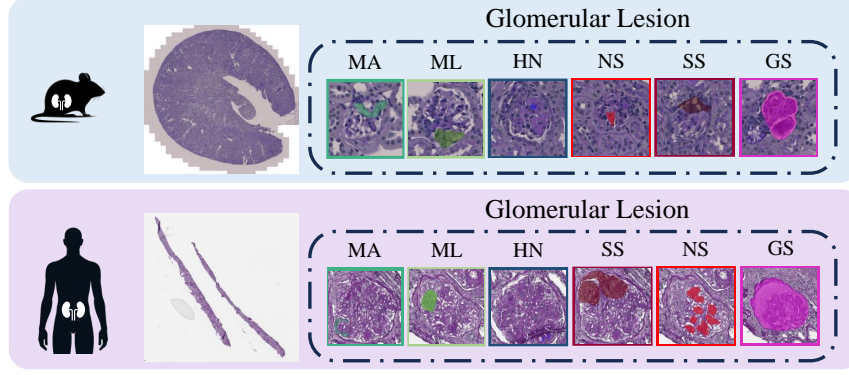 Glomerular Lesion
MA ML HN NS SS GS
Glomerular Lesion
MA ML HN SS NS GS